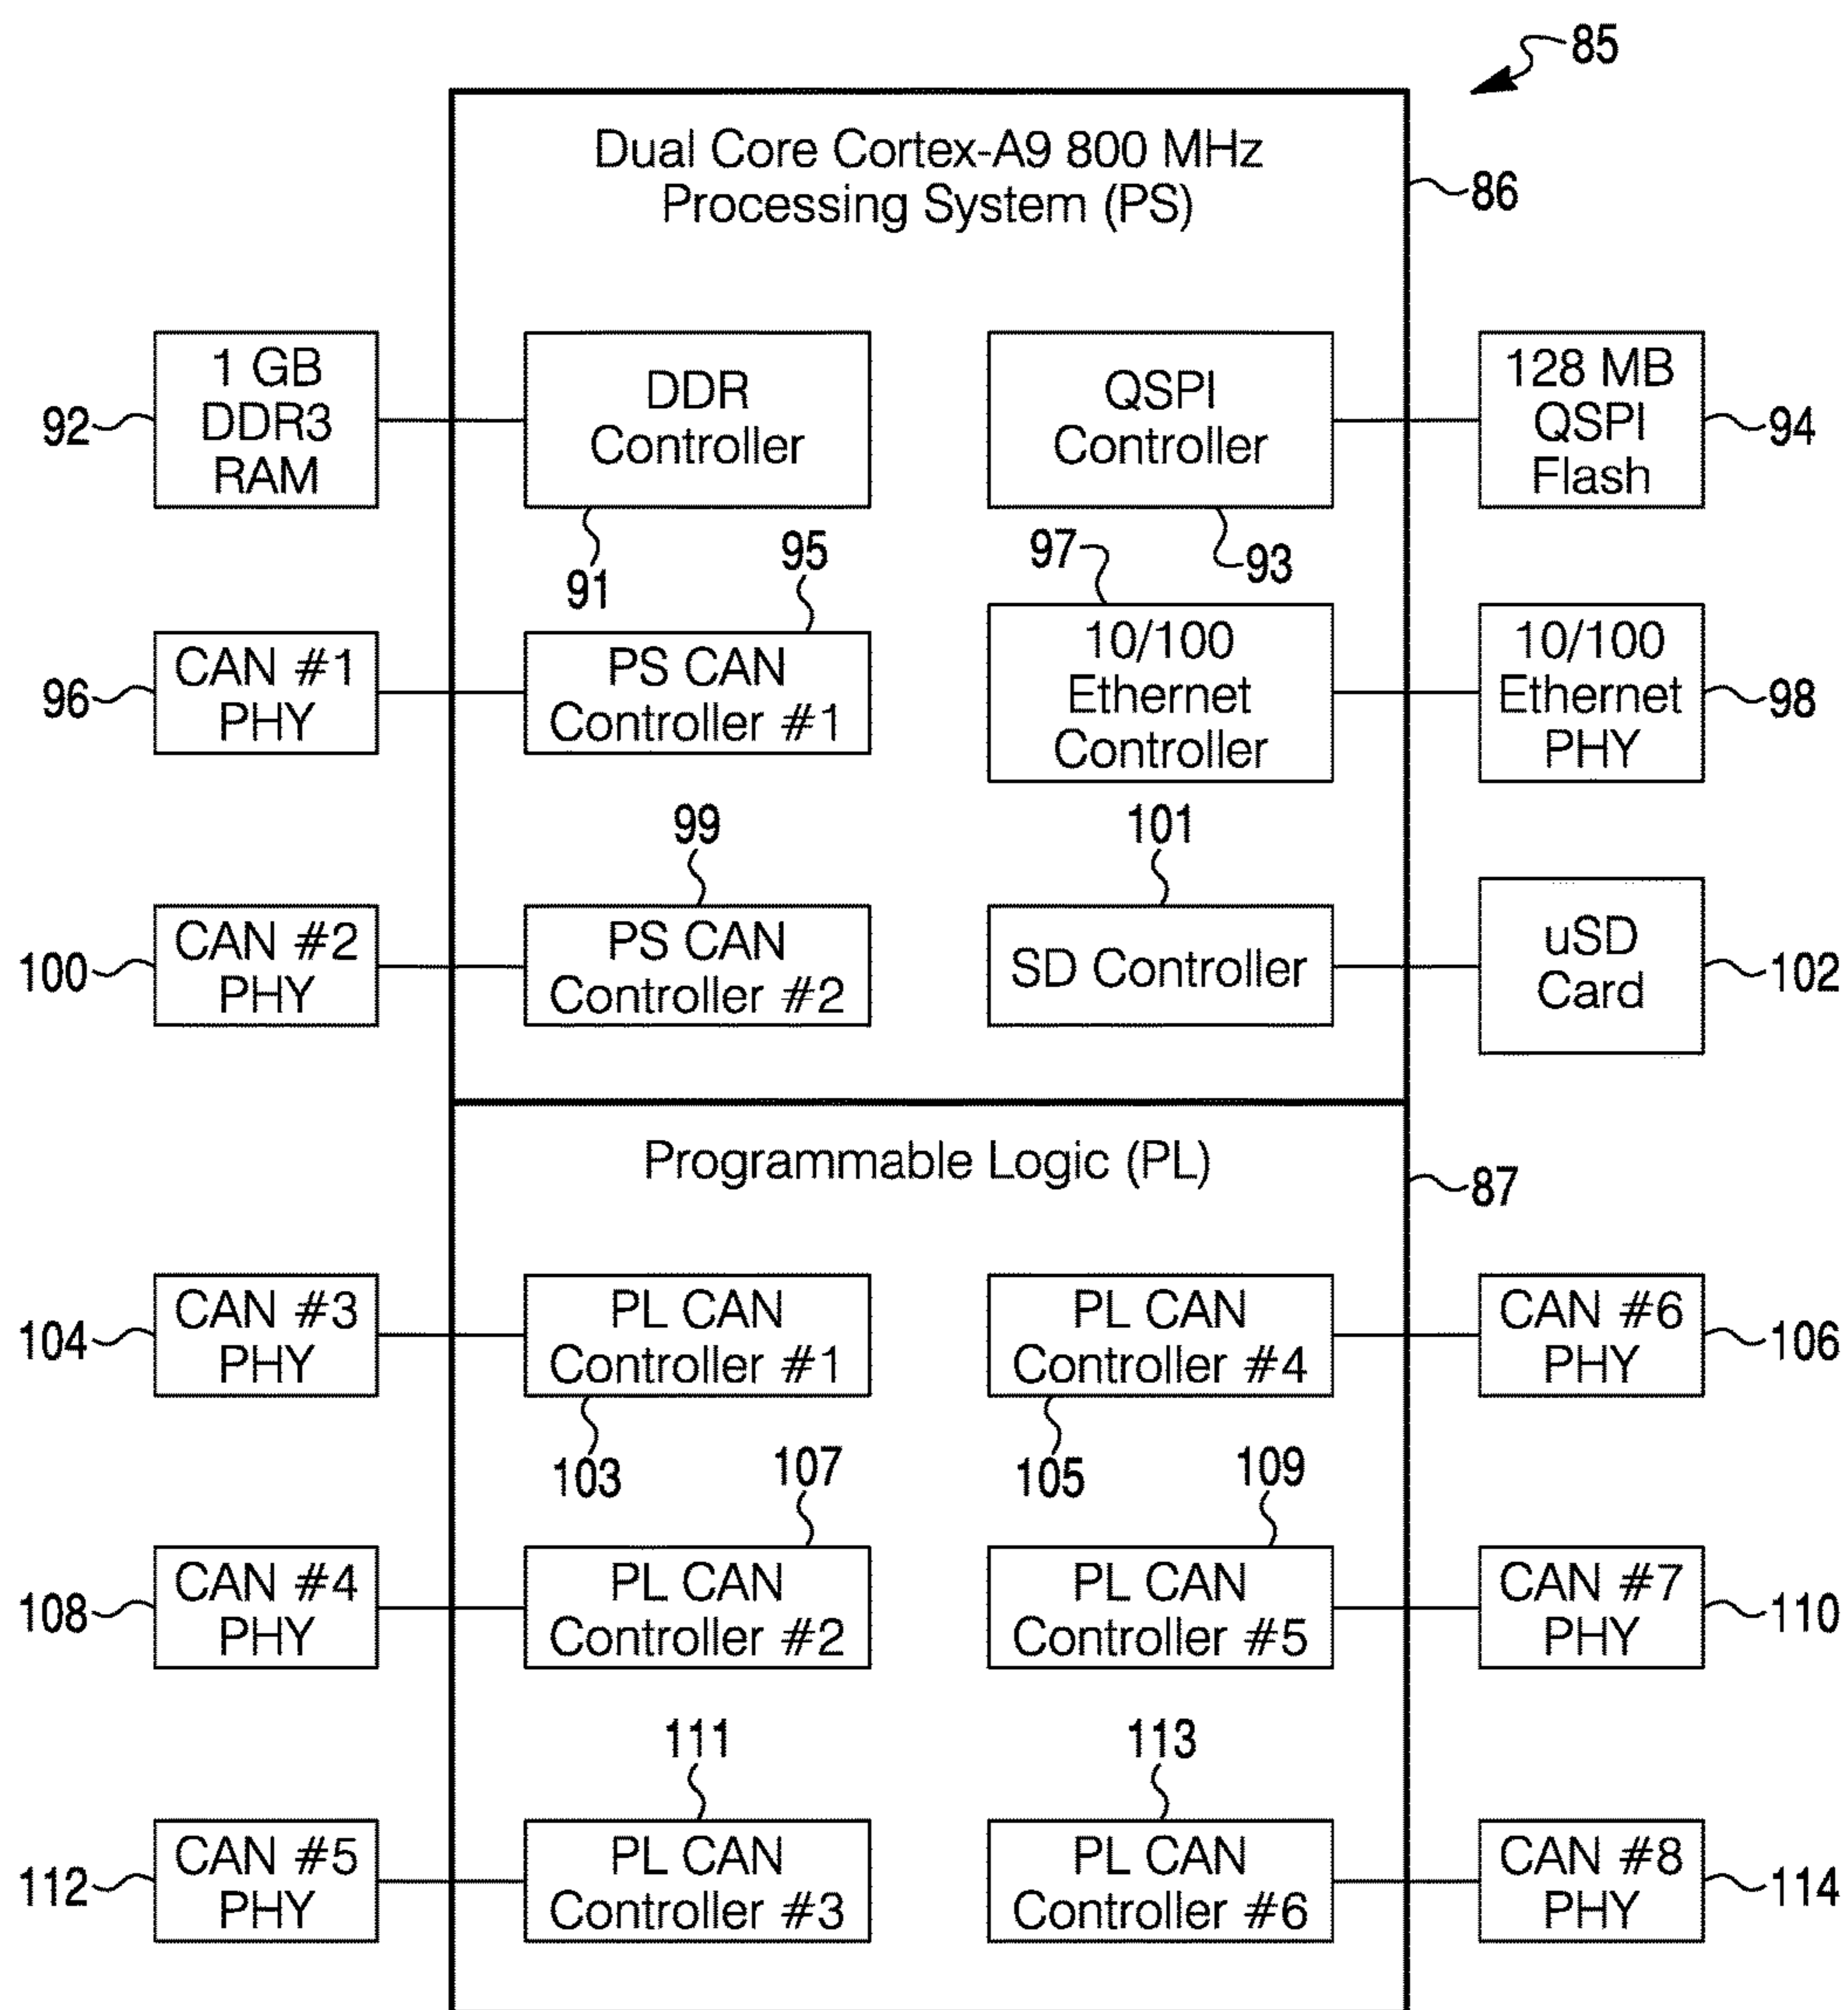 85
Dual Core Cortex-A9 800 MHz
Processing System (PS)
86
92
1 GB
DDR3
RAM
DDR
Controller
91
QSPI
Controller
93
128 MB
QSPI
Flash
94
96
CAN #1
PHY
95
PS CAN
Controller #1
97
10/100
Ethernet
Controller
10/100
Ethernet
PHY
98
100
CAN #2
PHY
99
PS CAN
Controller #2
101
SD Controller
uSD
Card
102
Programmable Logic (PL)
87
104
CAN #3
PHY
PL CAN
Controller #1
103
PL CAN
Controller #4
105
CAN #6
PHY
106
108
CAN #4
PHY
107
PL CAN
Controller #2
109
PL CAN
Controller #5
CAN #7
PHY
110
112
CAN #5
PHY
111
PL CAN
Controller #3
113
PL CAN
Controller #6
CAN #8
PHY
114